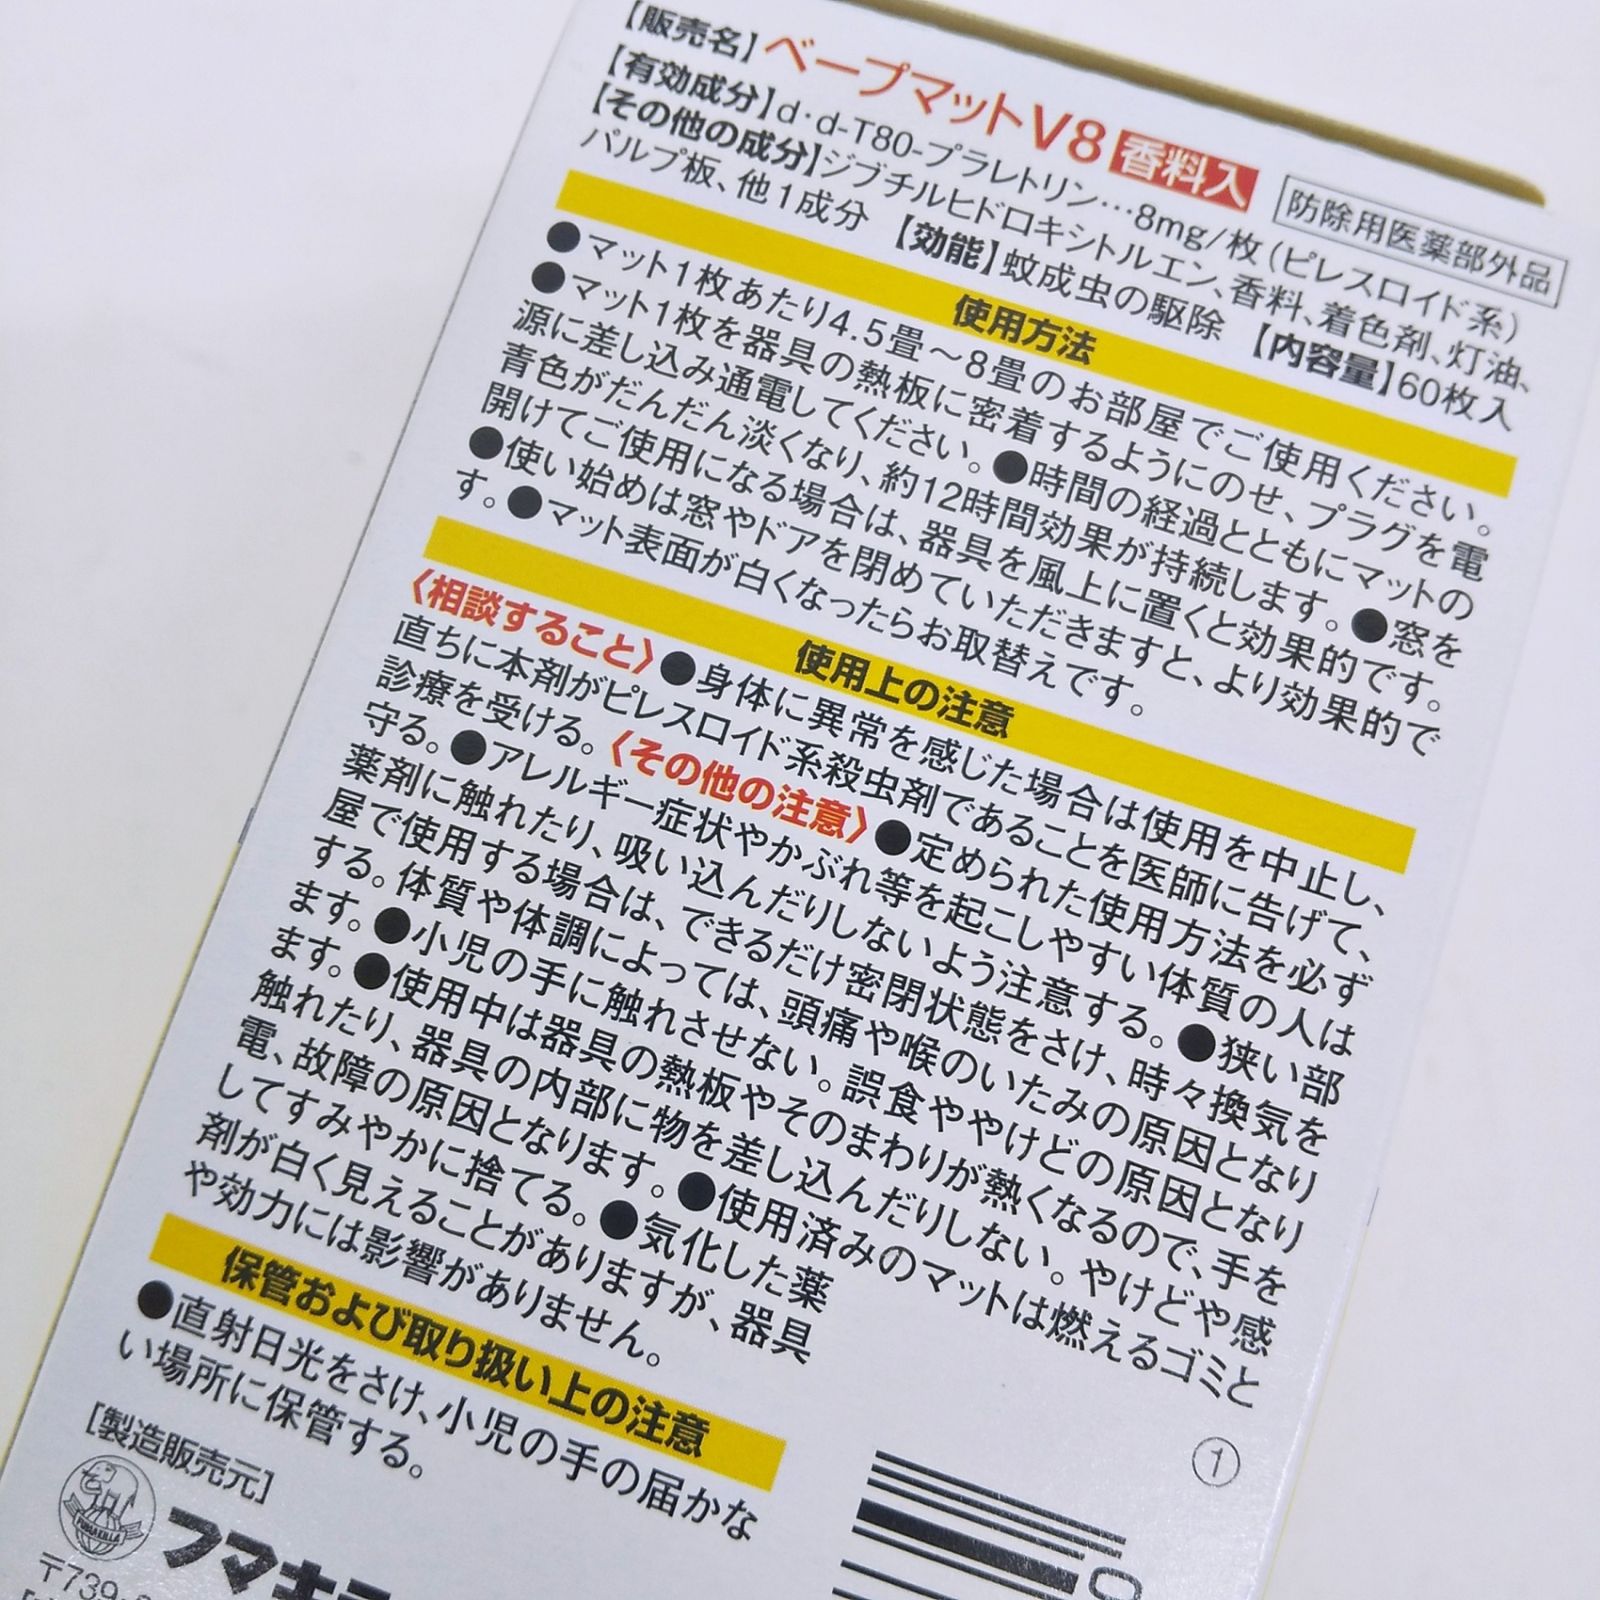 【販売名】ベープマットV8 香料入 防除用医薬部外品
【有効成分】d・d-T80-プラレトリン…8mg/枚(ピレスロイド系)
【その他の成分】ジブチルヒドロキシトルエン、香料、着色剤、灯油、
パルプ板、他1成分 【効能】蚊成虫の駆除 【内容量】60枚入
使用方法
●マット1枚あたり4.5畳～8畳のお部屋でご使用ください。
●マット1枚を器具の熱板に密着するようにのせ、プラグを電
源に差し込み通電してください。●時間の経過とともにマットの
青色がだんだん淡くなり、約12時間効果が持続します。●窓を
開けてご使用になる場合は、器具を風上に置くと効果的です。
●使い始めは窓やドアを閉めていただきますと、より効果的で
す。●マット表面が白くなったらお取替えです。
使用上の注意
〈相談すること〉●身体に異常を感じた場合は使用を中止し、
直ちに本剤がピレスロイド系殺虫剤であることを医師に告げて、
診療を受ける。〈その他の注意〉●定められた使用方法を必ず
守る。●アレルギー症状やかぶれ等を起こしやすい体質の人は
薬剤に触れたり、吸い込んだりしないよう注意する。●狭い部
屋で使用する場合は、できるだけ密閉状態をさけ、時々換気を
する。体質や体調によっては、頭痛や喉のいたみの原因となり
ます。●小児の手に触れさせない。誤食ややけどの原因となり
ます。●使用中は器具の熱板やそのまわりが熱くなるので、手を
触れたり、器具の内部に物を差し込んだりしない。やけどや感
電、故障の原因となります。●使用済みのマットは燃えるゴミと
してすみやかに捨てる。●気化した薬
剤が白く見えることがありますが、器具
や効力には影響がありません。
保管および取り扱い上の注意
●直射日光をさけ、小児の手の届かな
い場所に保管する。
①
[製造販売元]
FUMAKILLA
フマキラ
〒739-